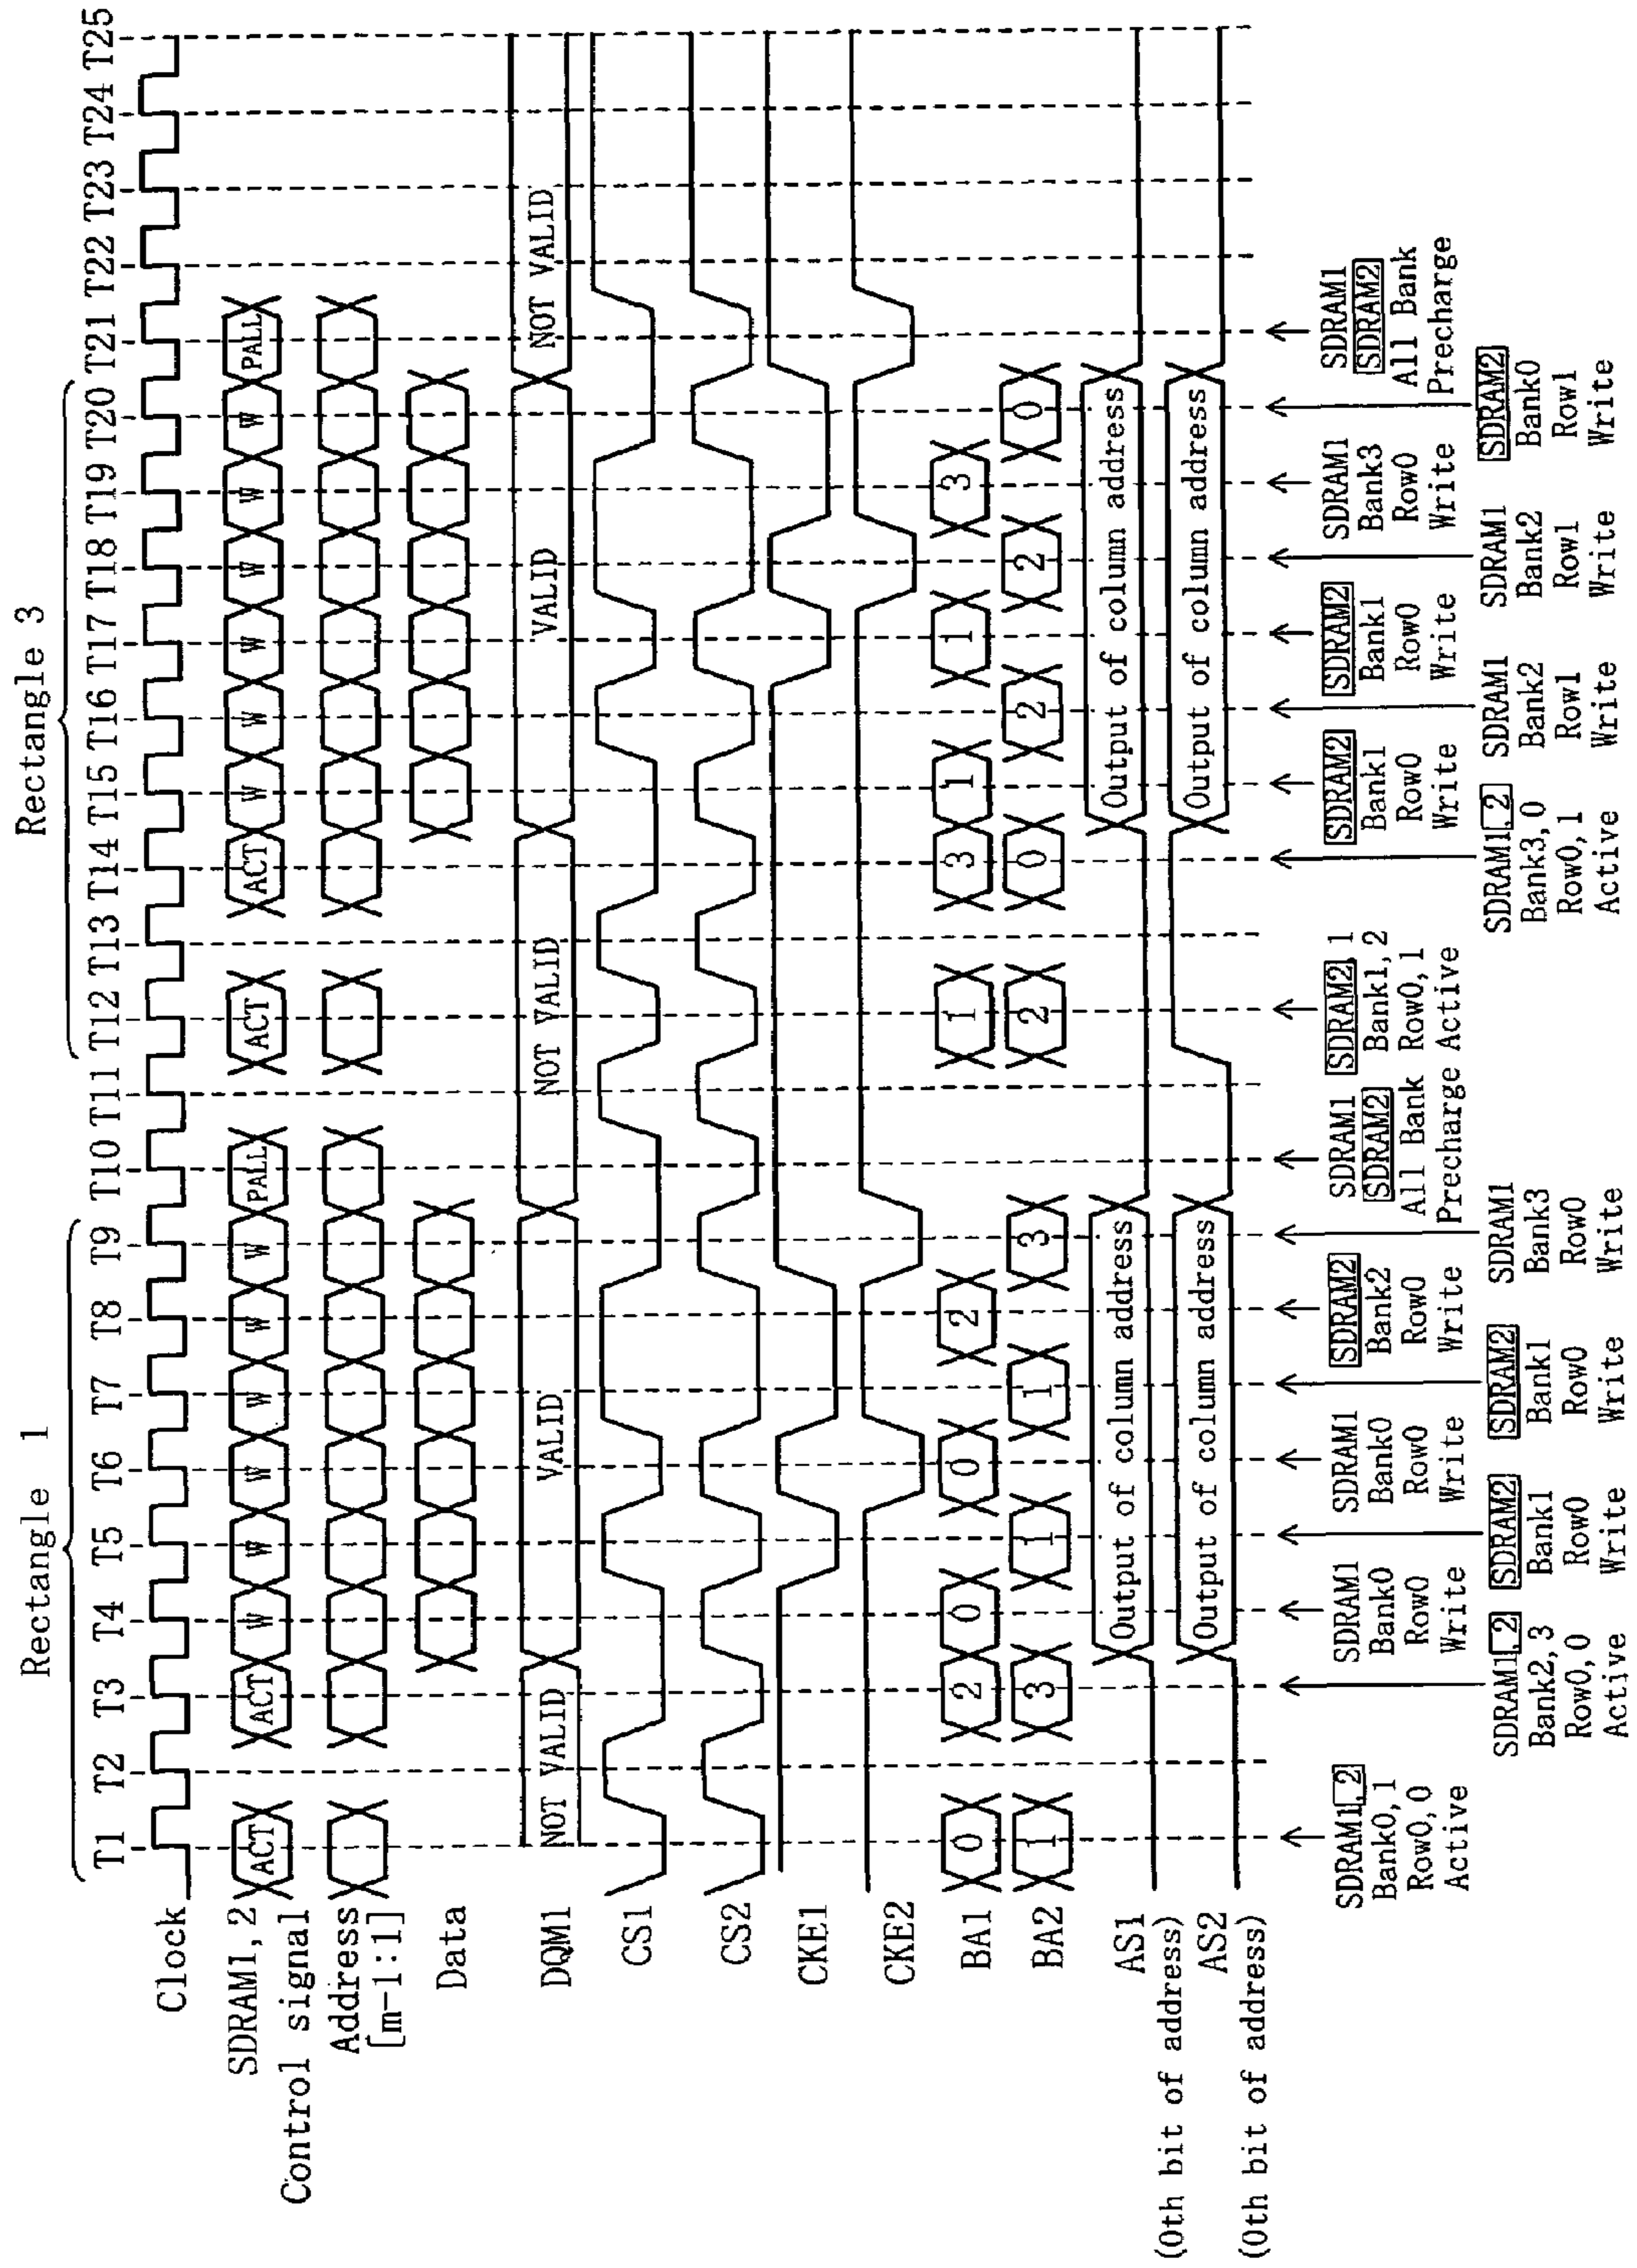 Rectangle 1
Rectangle 3
T1 T2 T3 T4 T5 T6 T7 T8 T9 T10 T11 T12 T13 T14 T15 T16 T17 T18 T19 T20 T21 T22 T23 T24 T25
Clock
SDRAM1, 2
Control signal
ACT ACT W W W W W W PALL ACT ACT W W W W W W PALL
Address
[m-1:1]
Data
DQM1
NOT VALID VALID NOT VALID VALID NOT VALID
CS1
CS2
CKE1
CKE2
BA1
0 2 0 0 2 1 3 1 1 3
BA2
1 3 1 1 3 2 0 2 2 0
AS1
(0th bit of address)
Output of column address Output of column address
AS2
(0th bit of address)
Output of column address Output of column address
SDRAM1, 2
Bank0, 1
Row0, 0
Active
SDRAM1, 2
Bank2, 3
Row0, 0
Active
SDRAM1
Bank0
Row0
Write
SDRAM2
Bank1
Row0
Write
SDRAM1
Bank0
Row0
Write
SDRAM2
Bank1
Row0
Write
SDRAM2
Bank2
Row0
Write
SDRAM1
Bank3
Row0
Write
SDRAM1
SDRAM2
All Bank
Precharge
SDRAM2, 1
Bank1, 2
Row0, 1
Active
SDRAM1, 2
Bank3, 0
Row0, 1
Active
SDRAM2
Bank1
Row0
Write
SDRAM1
Bank2
Row1
Write
SDRAM2
Bank1
Row0
Write
SDRAM1
Bank2
Row1
Write
SDRAM1
Bank3
Row0
Write
SDRAM2
Bank0
Row1
Write
SDRAM1
SDRAM2
All Bank
Precharge